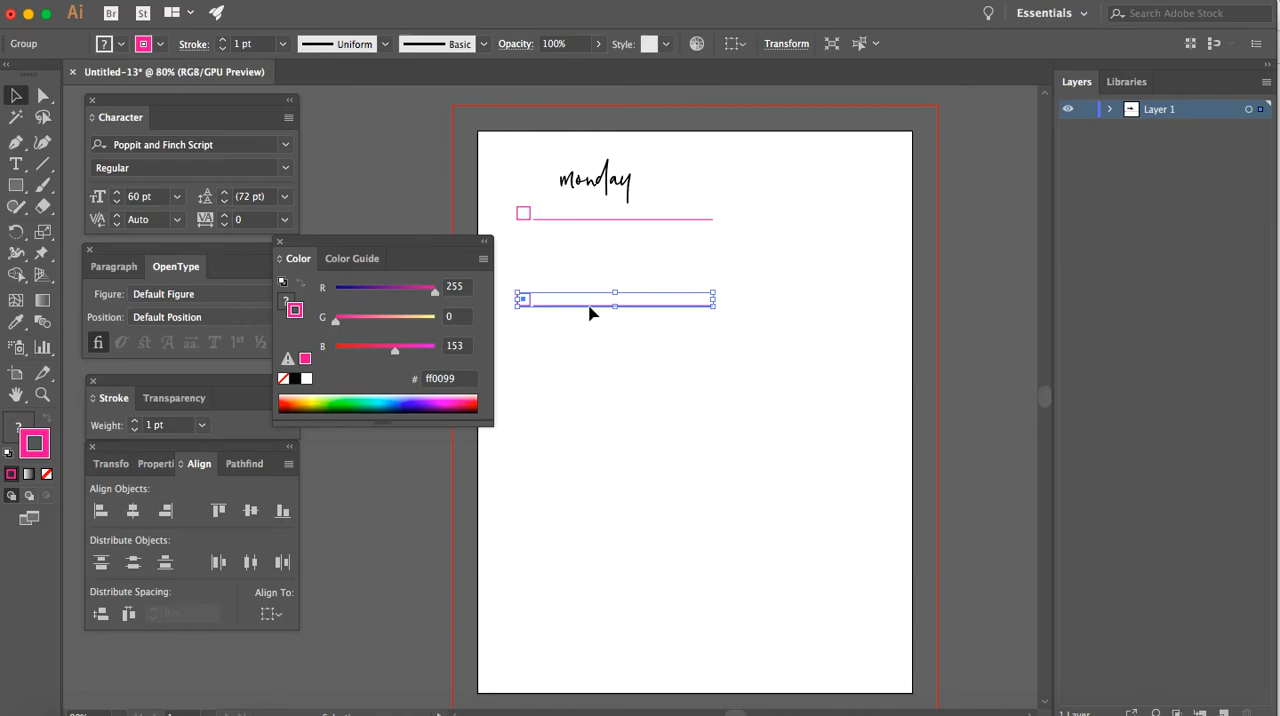 Ai Br St Essentials Search Adobe Stock
Group ? Stroke: 1 pt Uniform Basic Opacity: 100% Style: Transform
Untitled-13* @ 80% (RGB/GPU Preview)
Layers Libraries
Layer 1
Character
Poppit and Finch Script
Regular
60 pt (72 pt)
Auto 0
Paragraph OpenType
Figure: Default Figure
Position: Default Position
Color Color Guide
R 255
G 0
B 153
# ff0099
Stroke Transparency
Weight: 1 pt
Transfo Properti Align Pathfind
Align Objects:
Distribute Objects:
Distribute Spacing: Align To:
monday